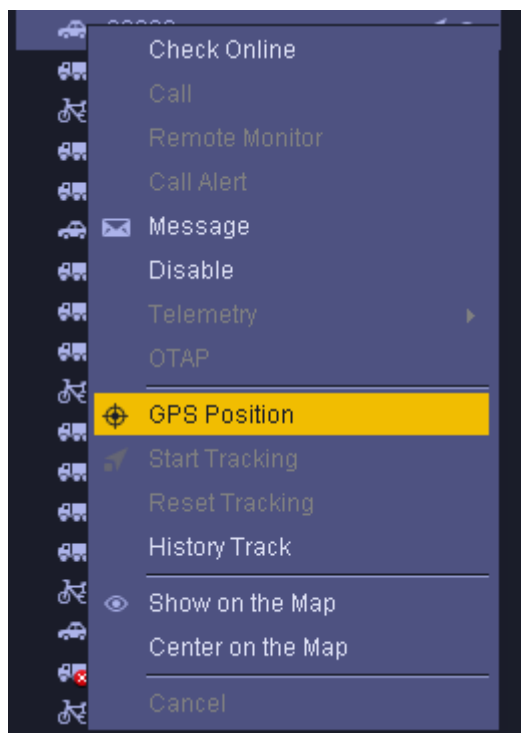 Check Online
Call
Remote Monitor
Call Alert
Message
Disable
Telemetry
OTAP
GPS Position
Start Tracking
Reset Tracking
History Track
Show on the Map
Center on the Map
Cancel